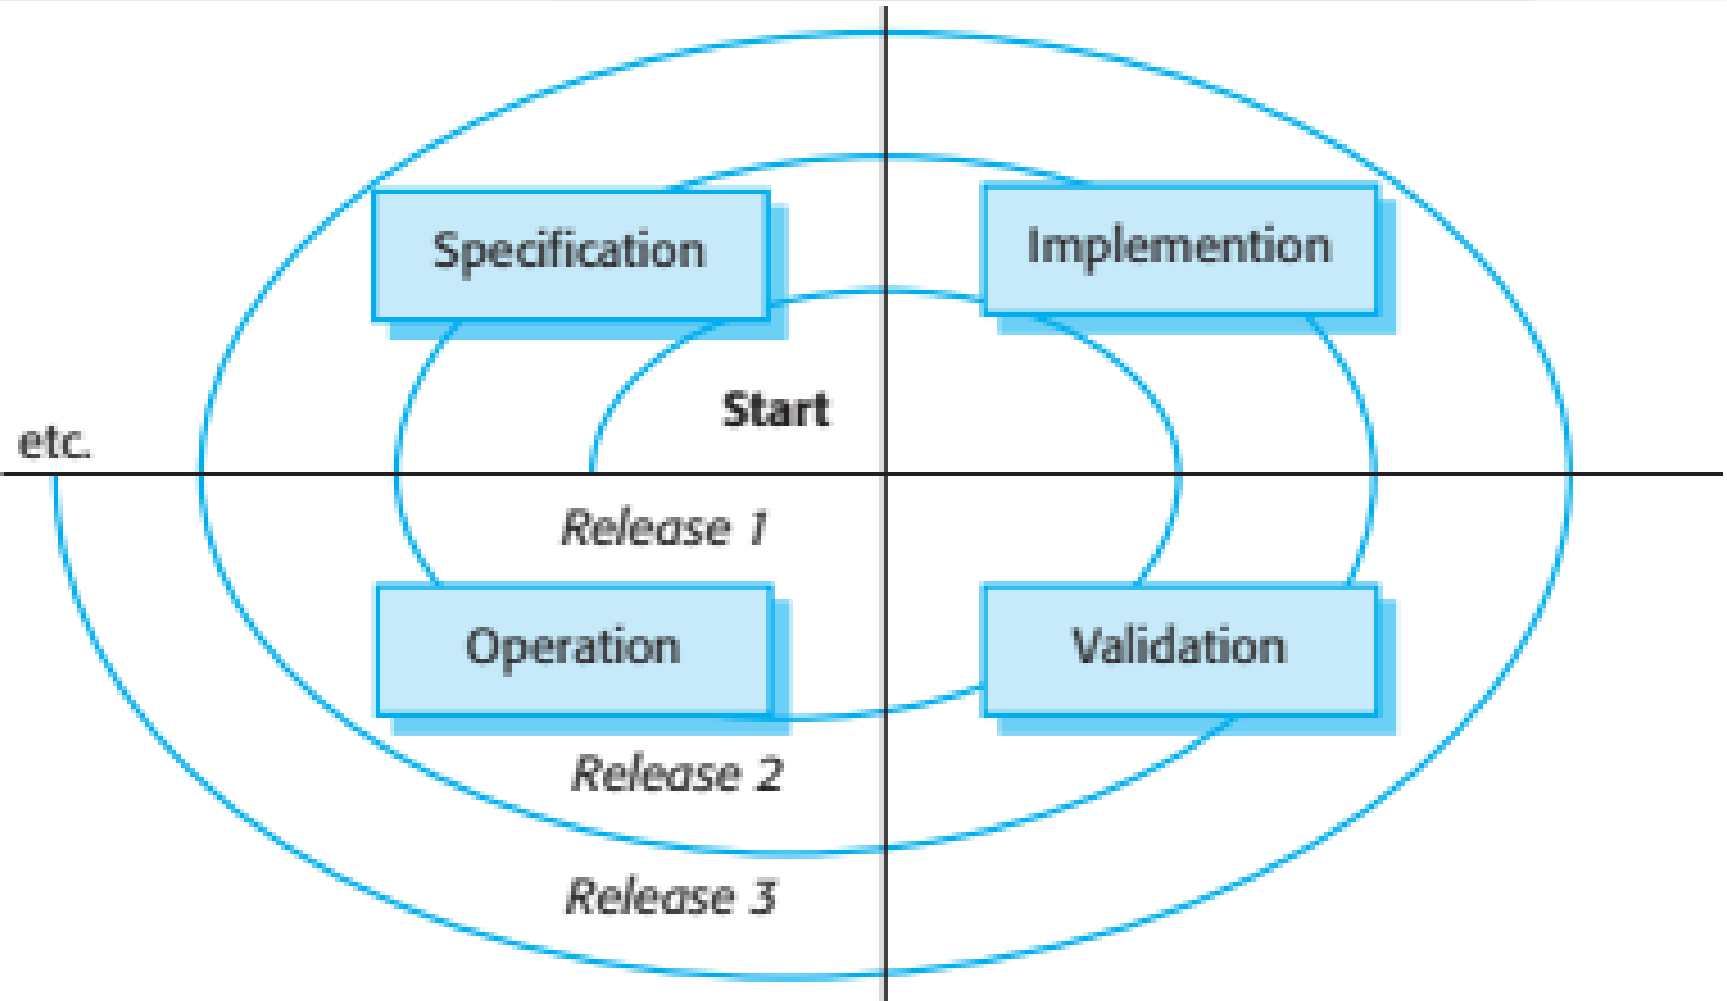 Specification
Implemention
Start
etc.
Release 1
Operation
Validation
Release 2
Release 3